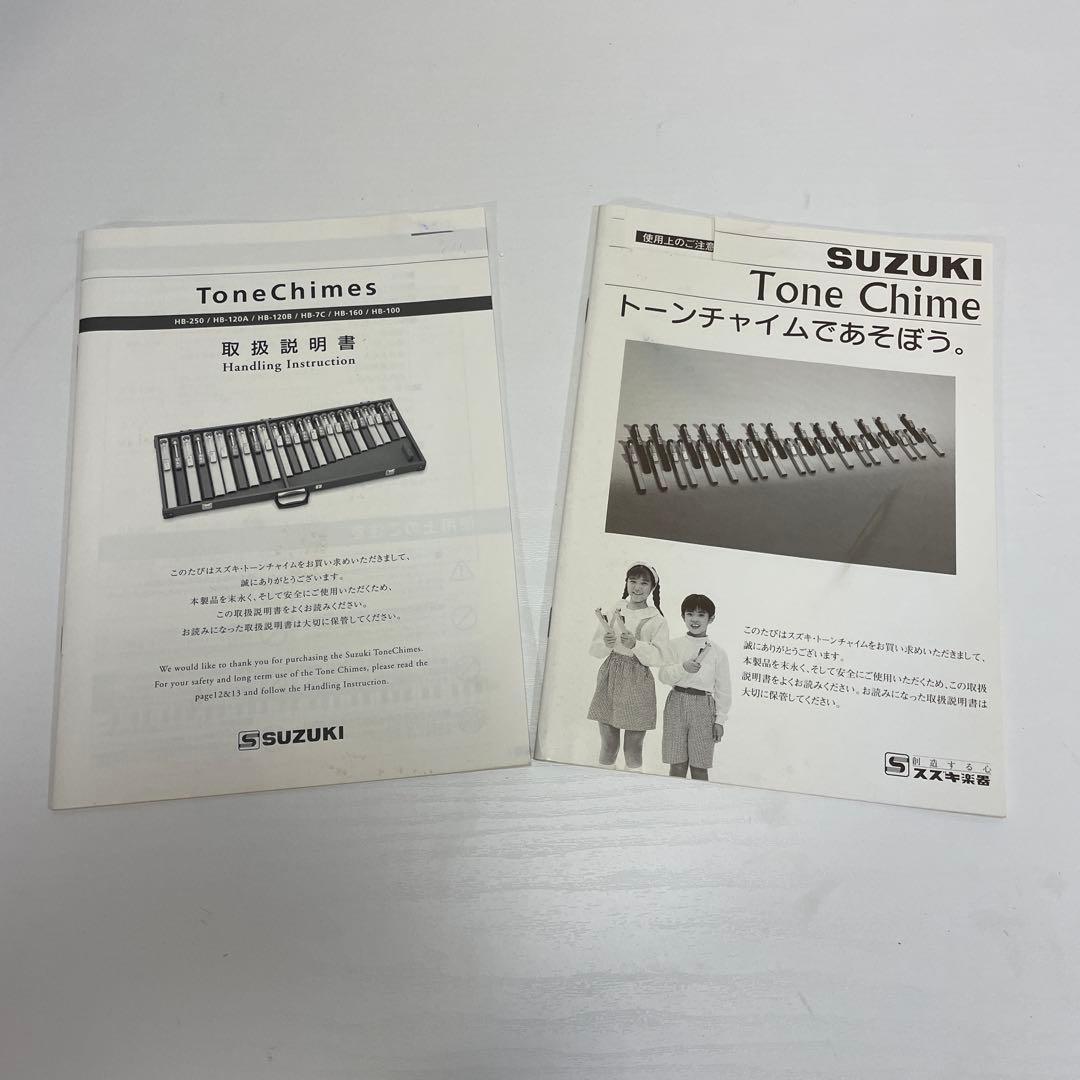 ToneChimes
HB-250 / HB-120A / HB-120B / HB-7C / HB-160 / HB-100
取扱説明書
Handling Instruction
このたびはスズキ・トーンチャイムをお買い求めいただきまして、
誠にありがとうございます。
本製品を末永く、そして安全にご使用いただくため、
この取扱説明書をよくお読みください。
お読みになった取扱説明書は大切に保管してください。
We would like to thank you for purchasing the Suzuki ToneChimes.
For your safety and long term use of the Tone Chimes, please read the
page12&13 and follow the Handling Instruction.
SUZUKI
使用上のご注意
SUZUKI
Tone Chime
トーンチャイムであそぼう。
このたびはスズキ・トーンチャイムをお買い求めいただきまして、
誠にありがとうございます。
本製品を末永く、そして安全にご使用いただくため、この取扱
説明書をよくお読みください。お読みになった取扱説明書は
大切に保管してください。
創造する心
スズキ楽器